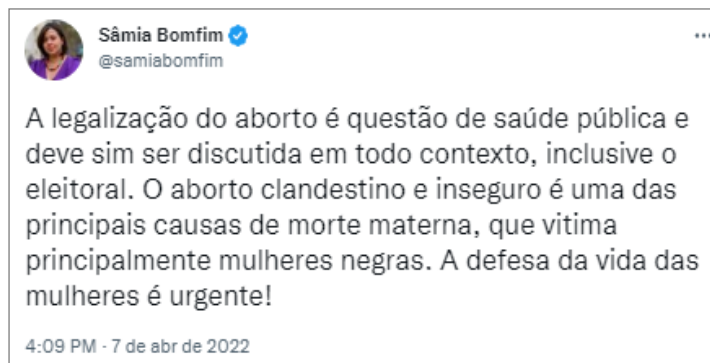 Sâmia Bomfim
@samiabomfim
A legalização do aborto é questão de saúde pública e
deve sim ser discutida em todo contexto, inclusive o
eleitoral. O aborto clandestino e inseguro é uma das
principais causas de morte materna, que vitima
principalmente mulheres negras. A defesa da vida das
mulheres é urgente!
4:09 PM · 7 de abr de 2022